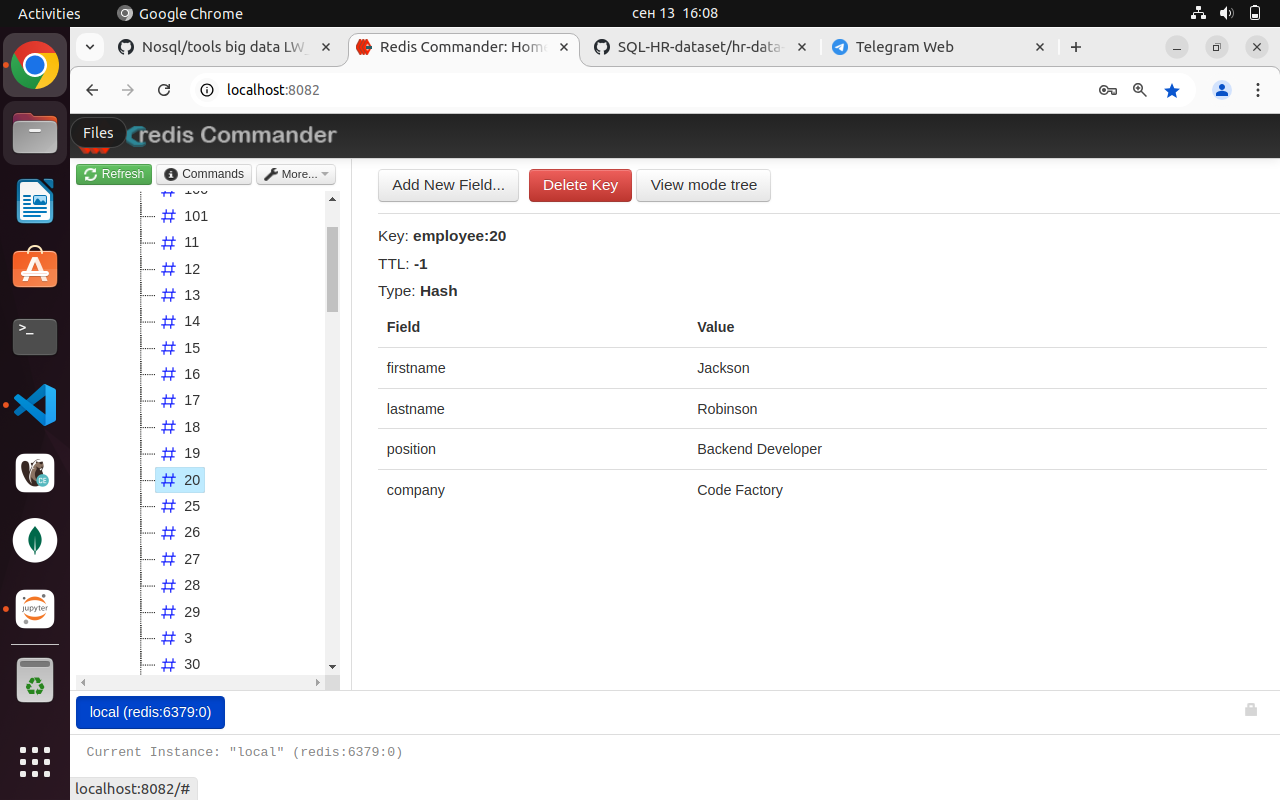 Activities Google Chrome сен 13 16:08
Nosql/tools big data LW Redis Commander: Home SQL-HR-dataset/hr-data Telegram Web
localhost:8082
Files redis Commander
Refresh Commands More...
Add New Field... Delete Key View mode tree
100
101
11
12
13
14
15
16
17
18
19
20
25
26
27
28
29
3
30
Key: employee:20
TTL: -1
Type: Hash
Field Value
firstname Jackson
lastname Robinson
position Backend Developer
company Code Factory
local (redis:6379:0)
Current Instance: "local" (redis:6379:0)
localhost:8082/#
>_
CE
jupyter